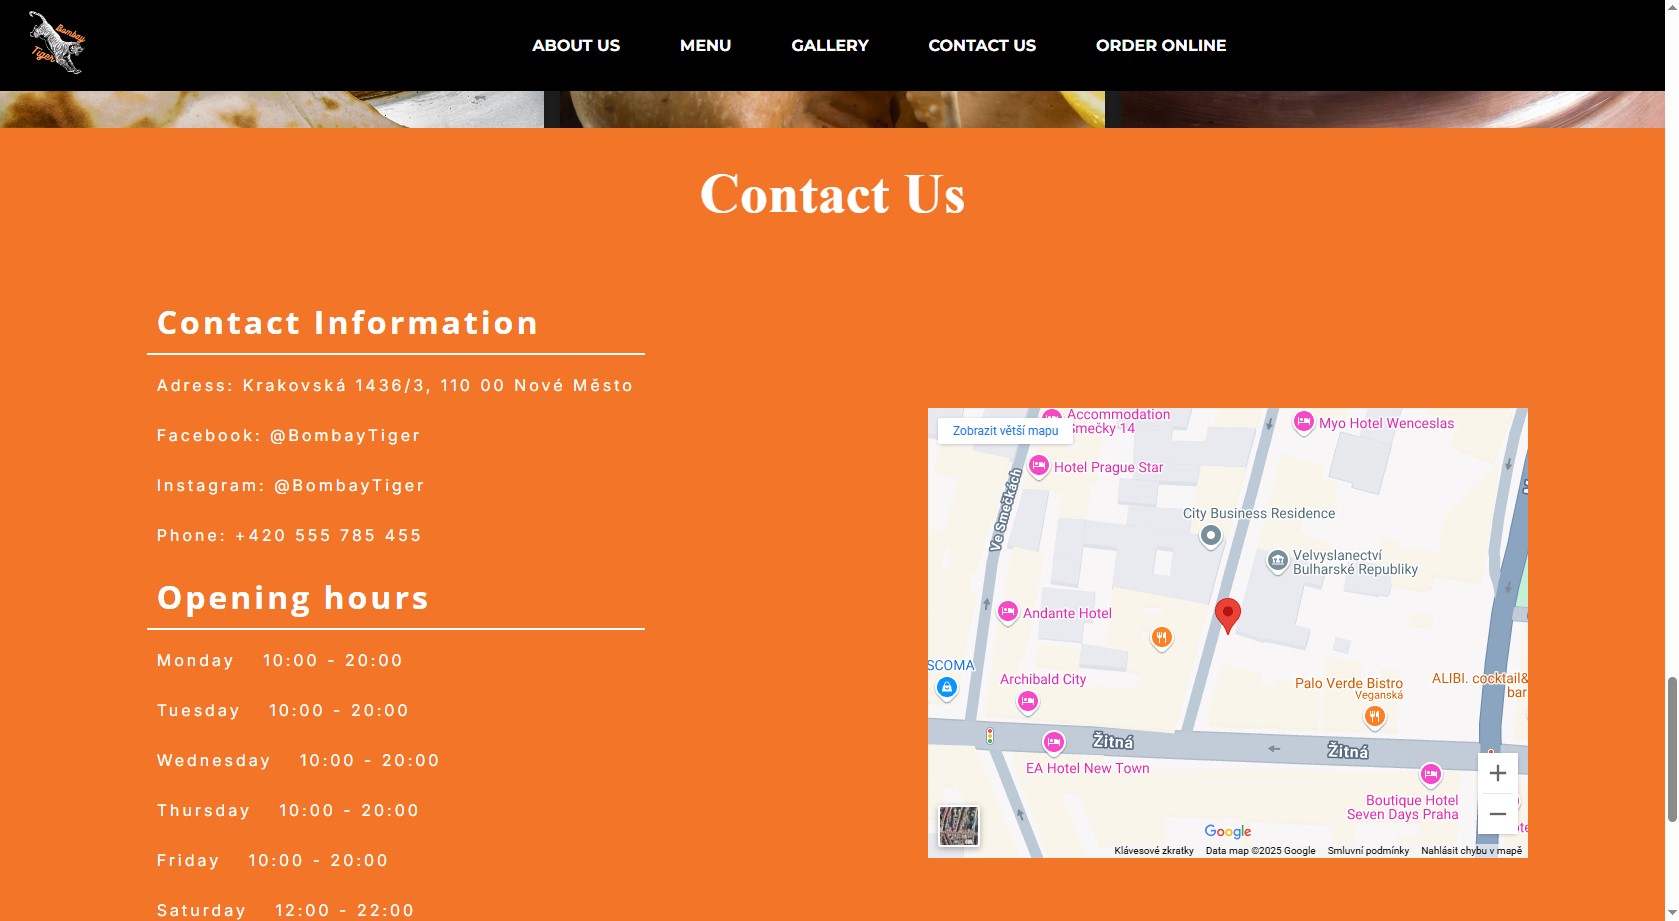 Bombay
Tiger
ABOUT US
MENU
GALLERY
CONTACT US
ORDER ONLINE
Contact Us
Contact Information
Adress: Krakovská 1436/3, 110 00 Nové Město
Facebook: @BombayTiger
Instagram: @BombayTiger
Phone: +420 555 785 455
Opening hours
Monday 10:00 - 20:00
Tuesday 10:00 - 20:00
Wednesday 10:00 - 20:00
Thursday 10:00 - 20:00
Friday 10:00 - 20:00
Saturday 12:00 - 22:00
Zobrazit větší mapu
Accommodation
Smečky 14
Myo Hotel Wenceslas
Hotel Prague Star
Ve Smečkách
City Business Residence
Velvyslanectví
Bulharské Republiky
Andante Hotel
SCOMA
Archibald City
Palo Verde Bistro
Veganská
ALIBI. cocktail&
bar
Žitná
Žitná
EA Hotel New Town
Boutique Hotel
Seven Days Praha
Google
Klávesové zkratky
Data map ©2025 Google
Smluvní podmínky
Nahlásit chybu v mapě